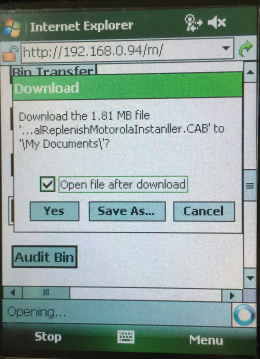 Internet Explorer
http://192.168.0.94/m/
Bin Transfer
Download
Download the 1.81 MB file
'...alReplenishMotorolaInstanller.CAB' to
'\My Documents\'?
Open file after download
Yes
Save As...
Cancel
Audit Bin
Opening...
Stop
Menu